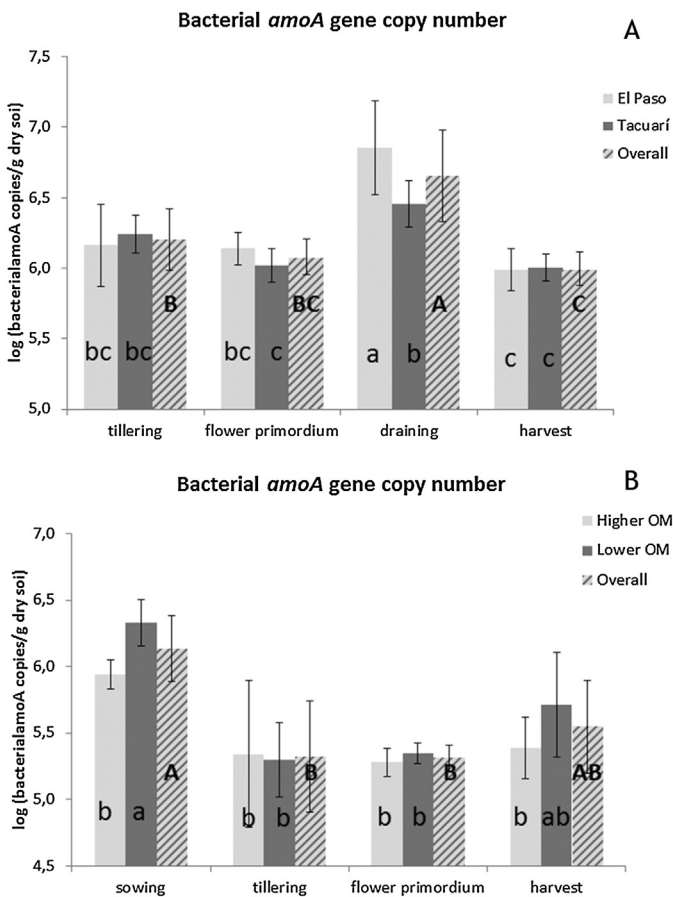 Bacterial amoA gene copy number
A
log (bacterialamoA copies/g dry soi)
7,5
7,0
6,5
6,0
5,5
5,0
El Paso
Tacuarí
Overall
bc bc B
bc c BC
a b A
c c C
tillering flower primordium draining harvest
Bacterial amoA gene copy number
B
log (bacterialamoA copies/g dry soi)
7,0
6,5
6,0
5,5
5,0
4,5
Higher OM
Lower OM
Overall
b a A
b b B
b b B
b ab AB
sowing tillering flower primordium harvest